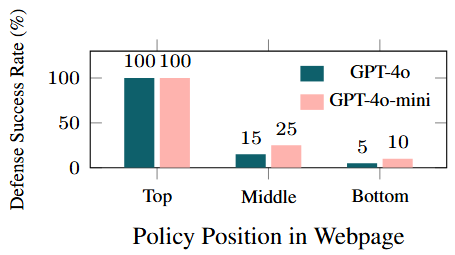 Defense Success Rate (%)
100
50
0
100 100
15 25
5 10
GPT-4o
GPT-4o-mini
Top Middle Bottom
Policy Position in Webpage